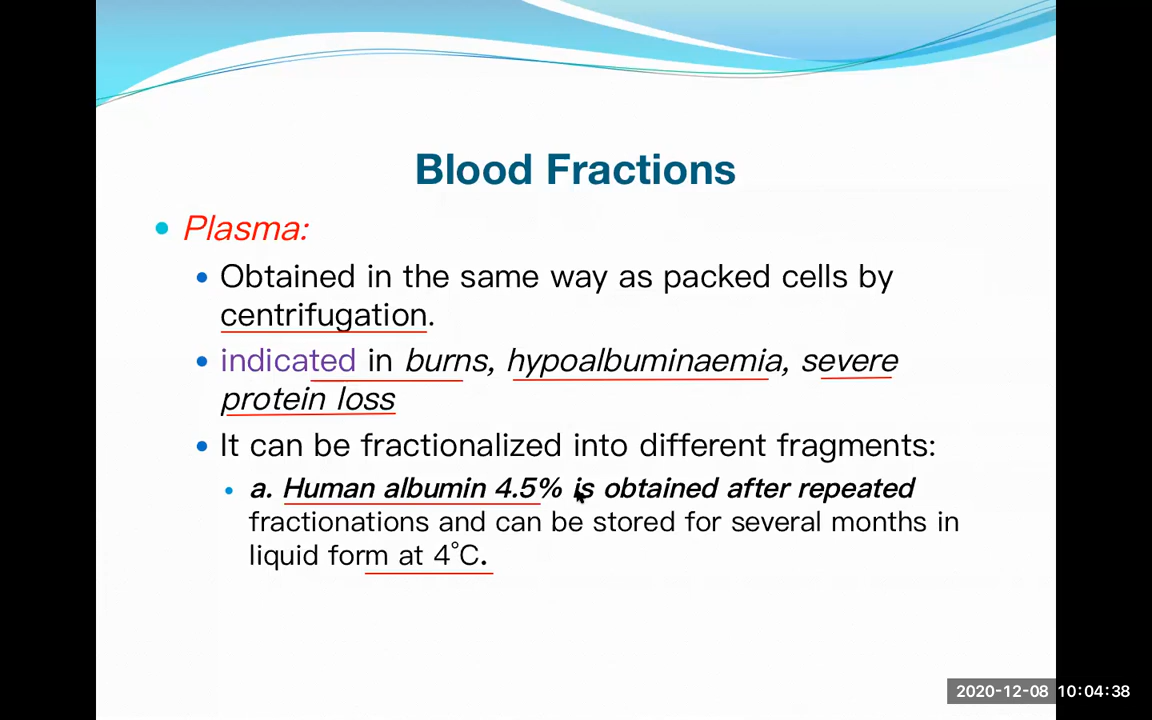 Blood Fractions
Plasma:
Obtained in the same way as packed cells by
centrifugation.
indicated in burns, hypoalbuminaemia, severe
protein loss
It can be fractionalized into different fragments:
a. Human albumin 4.5% is obtained after repeated
fractionations and can be stored for several months in
liquid form at 4°C.
2020-12-08 10:04:38